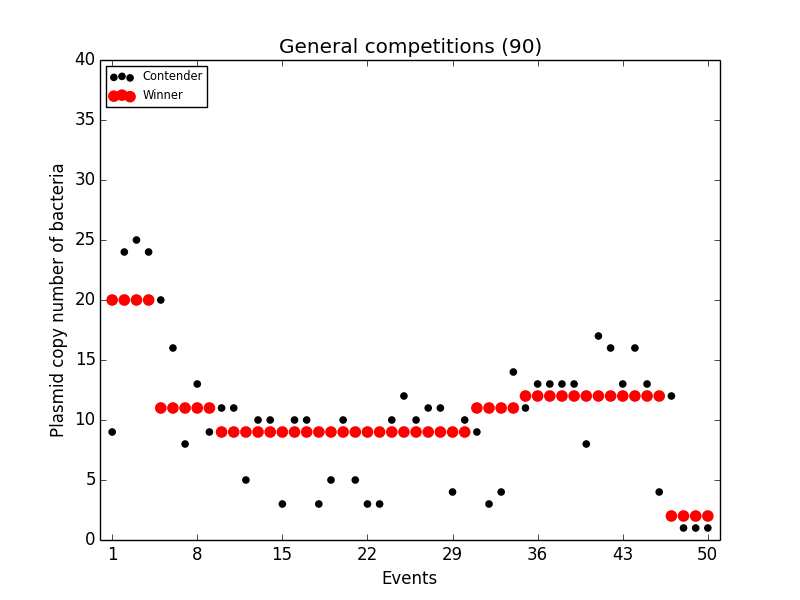 General competitions (90)
Contender
Winner
Plasmid copy number of bacteria
40
35
30
25
20
15
10
5
0
1 8 15 22 29 36 43 50
Events